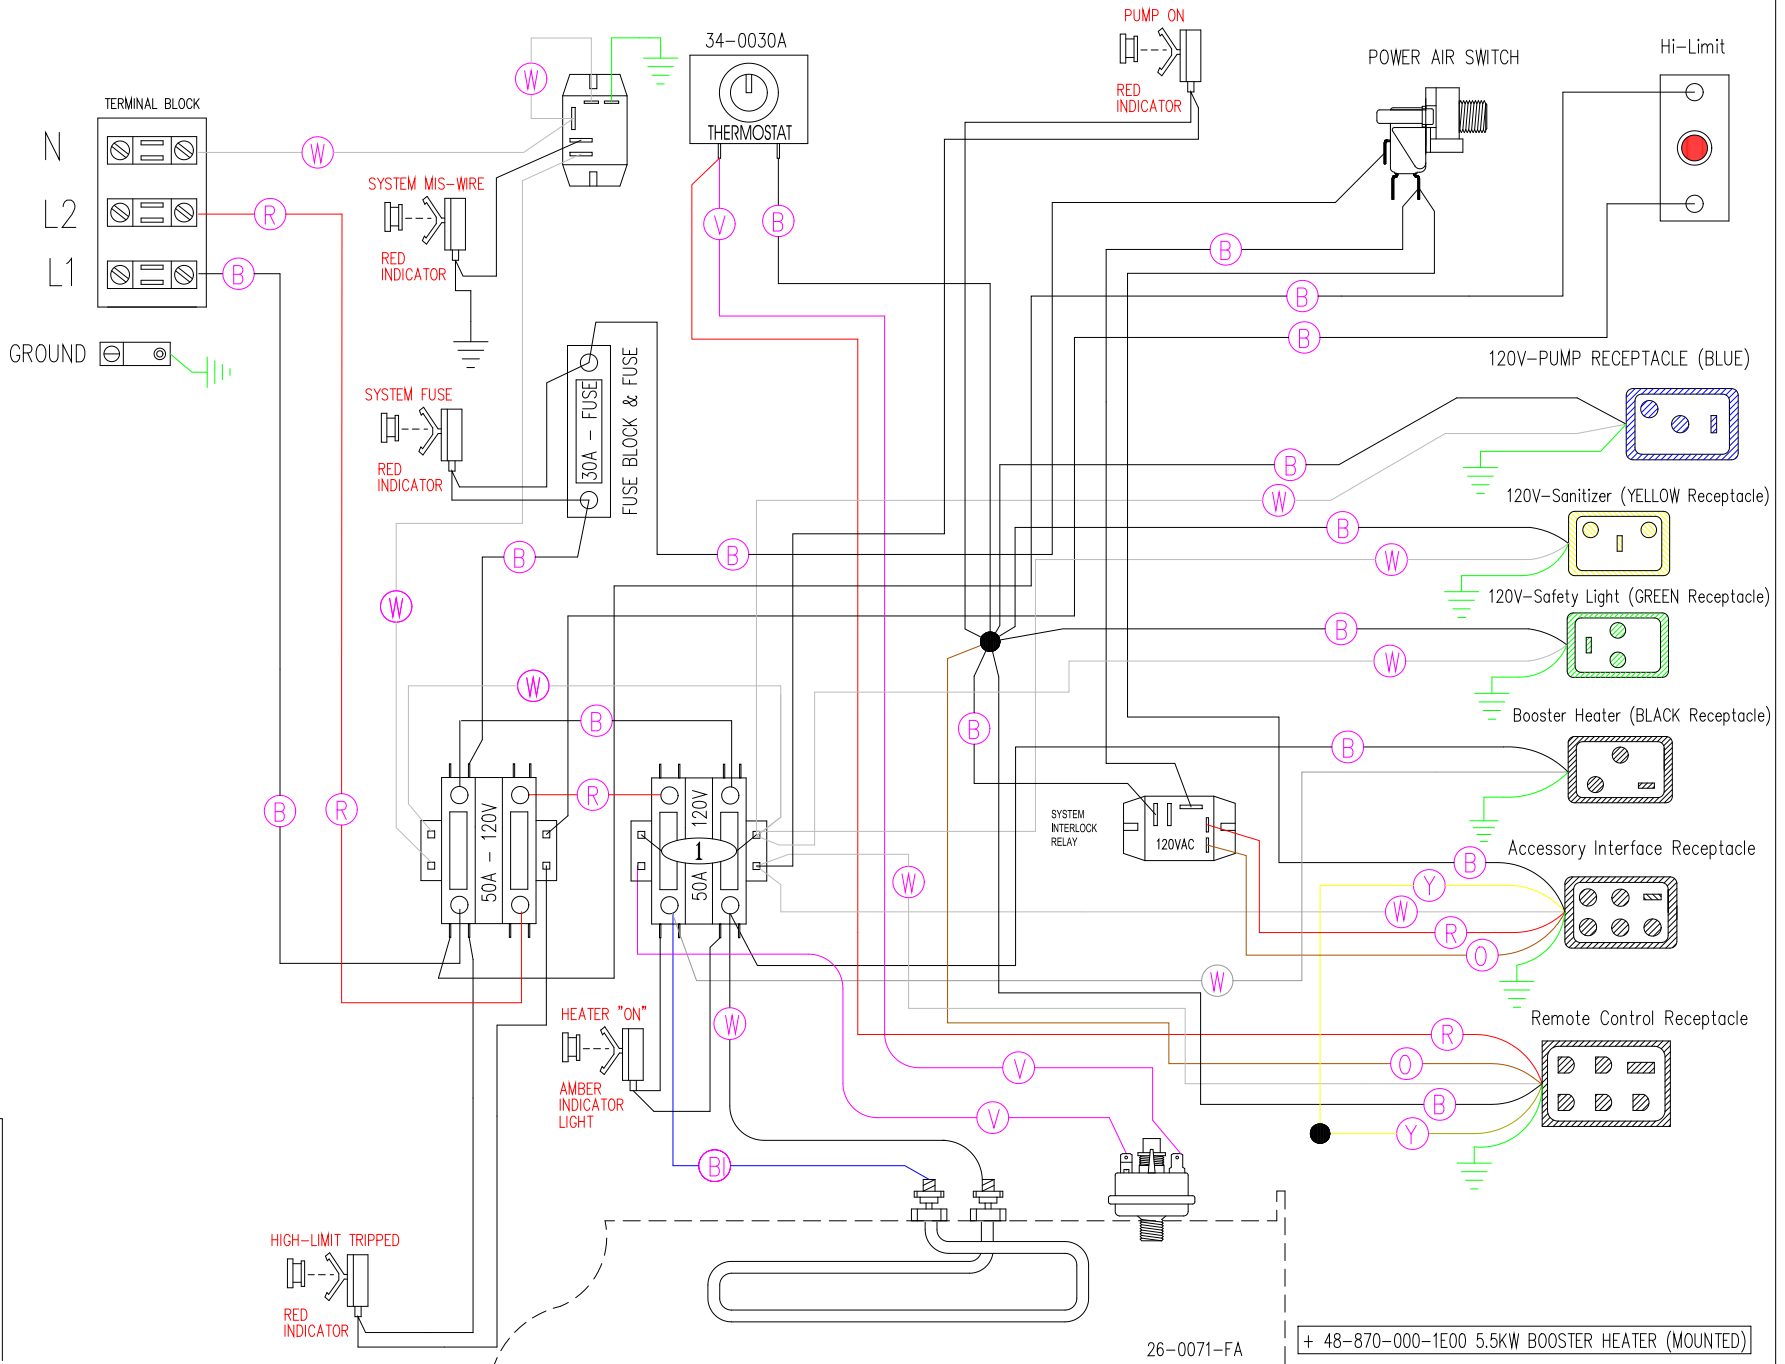 PUMP ON
34-0030A
Hi-Limit
POWER AIR SWITCH
W
RED
INDICATOR
TERMINAL BLOCK
THERMOSTAT
N
W
SYSTEM MIS-WIRE
L2
R
V
B
B
RED
INDICATOR
L1
B
B
B
GROUND
120V-PUMP RECEPTACLE (BLUE)
SYSTEM FUSE
30A - FUSE
FUSE BLOCK & FUSE
RED
INDICATOR
B
W
120V-Sanitizer (YELLOW Receptacle)
B
B
B
W
W
120V-Safety Light (GREEN Receptacle)
B
W
W
B
B
Booster Heater (BLACK Receptacle)
B
B
R
R
50A - 120V
50A 120V
1
SYSTEM
INTERLOCK
RELAY
120VAC
Accessory Interface Receptacle
B
W
Y
W
R
O
W
W
HEATER "ON"
Remote Control Receptacle
R
O
V
AMBER
INDICATOR
LIGHT
V
B
Y
Bl
HIGH-LIMIT TRIPPED
RED
INDICATOR
26-0071-FA
+ 48-870-000-1E00 5.5KW BOOSTER HEATER (MOUNTED)